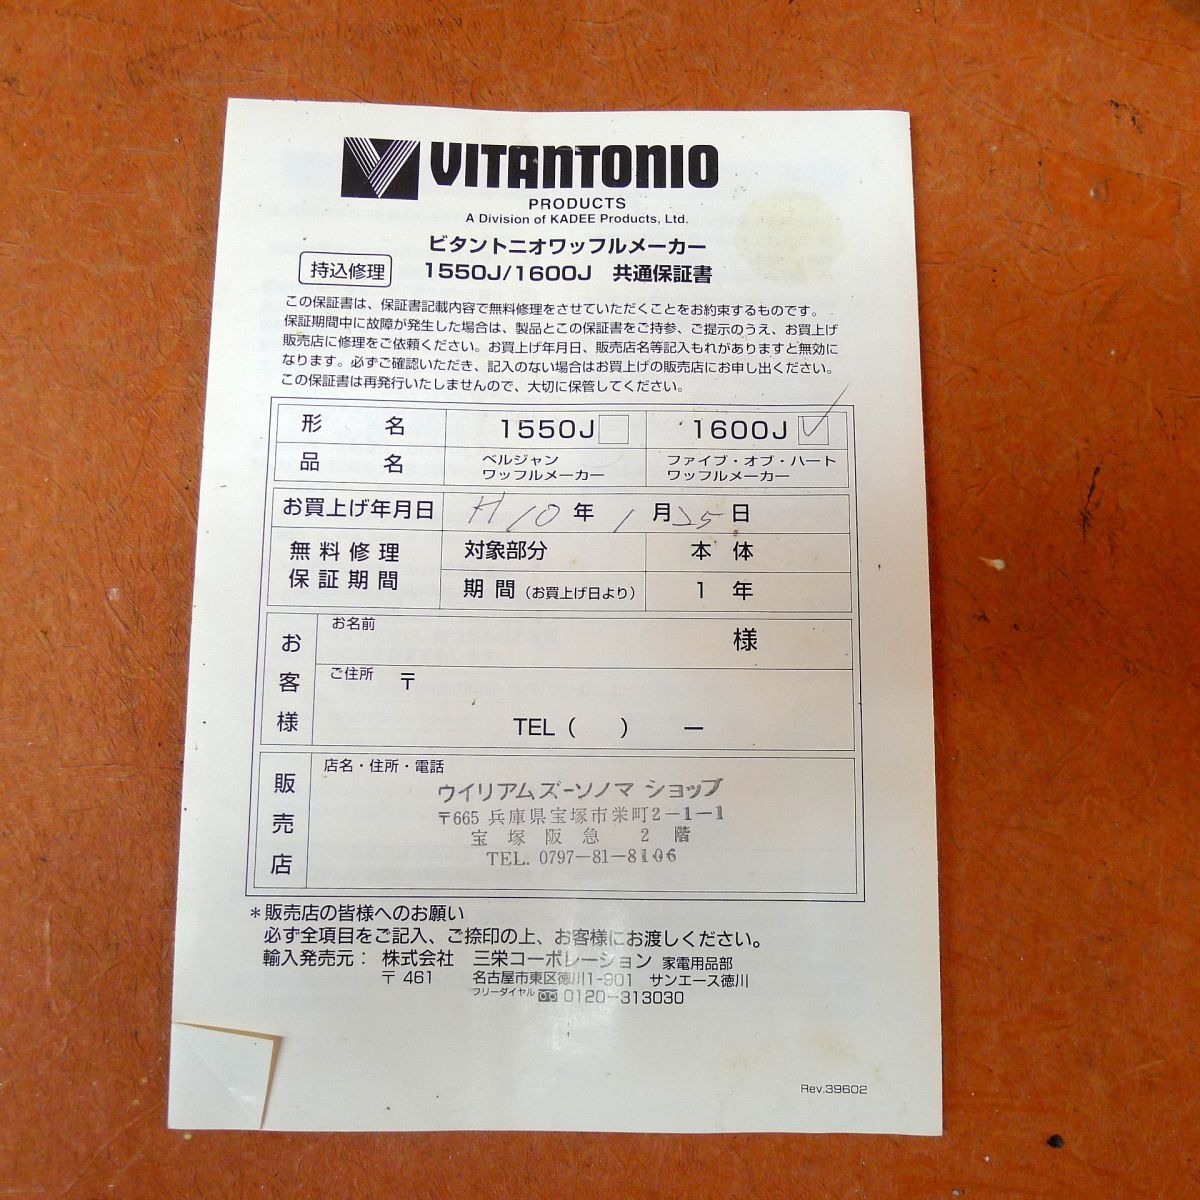 VITANTONIO
PRODUCTS
A Division of KADEE Products, Ltd.
ビタントニオワッフルメーカー
持込修理
1550J/1600J 共通保証書
この保証書は、保証書記載内容で無料修理をさせていただくことをお約束するものです。
保証期間中に故障が発生した場合は、製品とこの保証書をご持参、ご提示のうえ、お買上げ
販売店に修理をご依頼ください。お買上げ年月日、販売店名等記入もれがありますと無効に
なります。必ずご確認いただき、記入のない場合はお買上げの販売店にお申し出ください。
この保証書は再発行いたしませんので、大切に保管してください。
形名 1550J 1600J
品名 ベルジャン ファイブ・オブ・ハート
ワッフルメーカー ワッフルメーカー
お買上げ年月日 H10年 1月25日
無料修理 対象部分 本体
保証期間 期間(お買上げ日より) 1年
お客様
お名前 様
ご住所 〒
TEL( ) ー
販売店
店名・住所・電話
ウイリアムズ-ソノマ ショップ
〒665 兵庫県宝塚市栄町2-1-1
宝塚阪急 2階
TEL. 0797-81-8106
*販売店の皆様へのお願い
必ず全項目をご記入、ご捺印の上、お客様にお渡しください。
輸入発売元: 株式会社 三栄コーポレーション 家電用品部
〒461 名古屋市東区徳川1-901 サンエース徳川
フリーダイヤル 0120-313030
Rev.39602